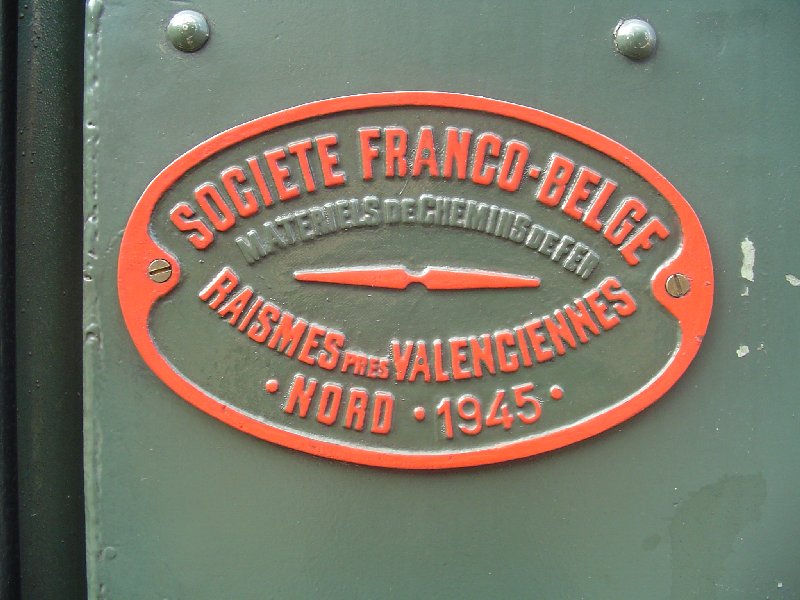 SOCIETE FRANCO-BELGE
MATERIELS DE CHEMINS DE FER
RAISMES PRES VALENCIENNES
• NORD • 1945 •